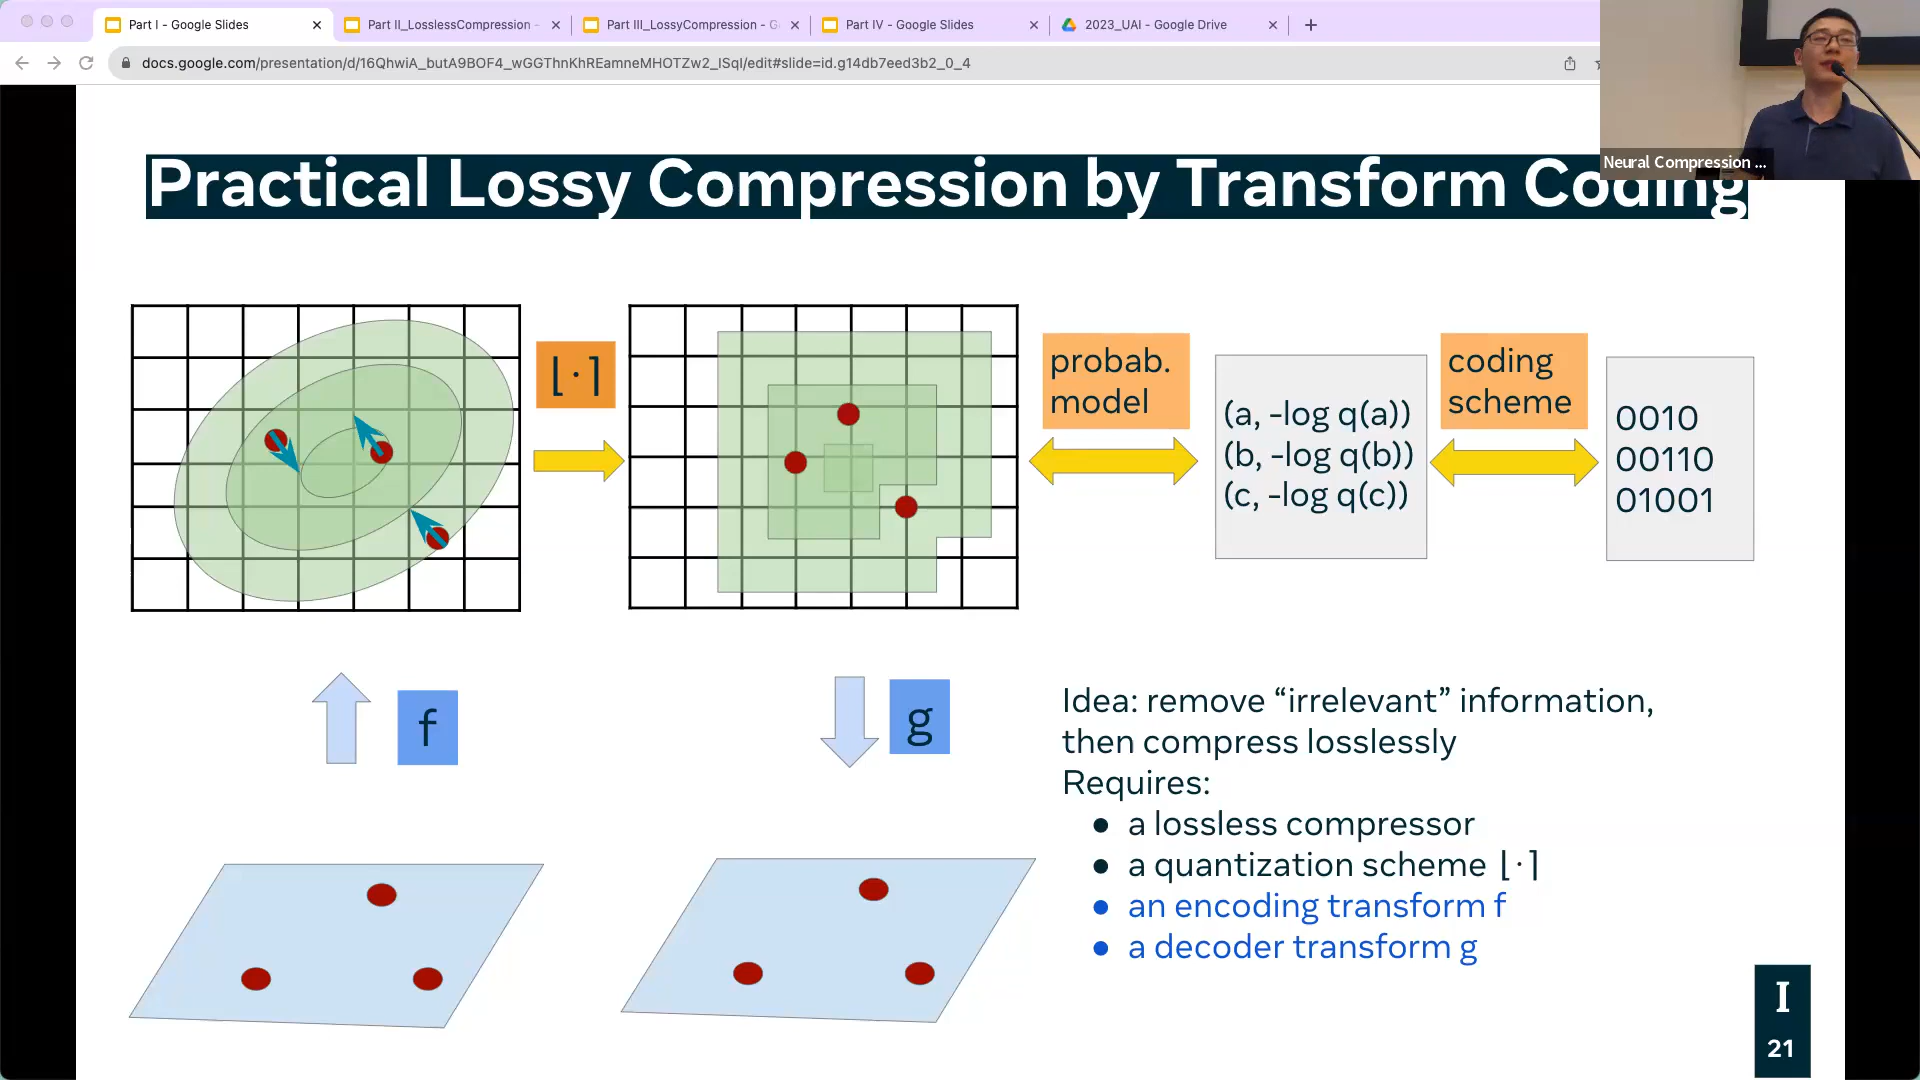 Part I - Google Slides
Part II_LosslessCompression -
Part III_LossyCompression - G
Part IV - Google Slides
2023_UAI - Google Drive
docs.google.com/presentation/d/16QhwiA_butA9BOF4_wGGThnKhREamneMHOTZw2_ISqI/edit#slide=id.g14db7eed3b2_0_4
Neural Compression ...
Practical Lossy Compression by Transform Coding
⌊·⌉
probab.
model
(a, -log q(a))
(b, -log q(b))
(c, -log q(c))
coding
scheme
0010
00110
01001
f
g
Idea: remove “irrelevant” information,
then compress losslessly
Requires:
● a lossless compressor
● a quantization scheme ⌊·⌉
● an encoding transform f
● a decoder transform g
I
21